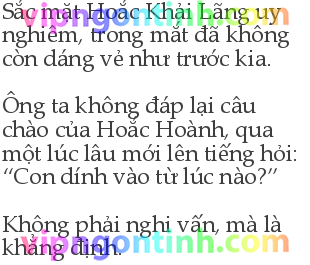 Sắc mặt Hoắc Khải Lãng uy
nghiêm, trong mắt đã không
còn dáng vẻ như trước kia.
Ông ta không đáp lại câu
chào của Hoắc Hoành, qua
một lúc lâu mới lên tiếng hỏi:
“Con dính vào từ lúc nào?”
Không phải nghi vấn, mà là
khẳng định.
vipngontinh.com
vipngontinh.com